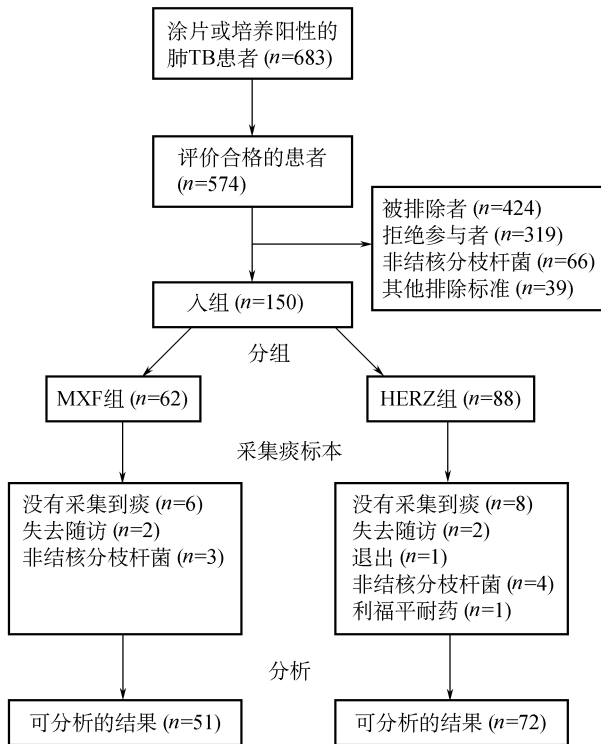 涂片或培养阳性的
肺TB患者 (n=683)
评价合格的患者
(n=574)
被排除者 (n=424)
拒绝参与者 (n=319)
非结核分枝杆菌 (n=66)
其他排除标准 (n=39)
入组 (n=150)
分组
MXF组 (n=62)
HERZ组 (n=88)
采集痰标本
没有采集到痰 (n=6)
失去随访 (n=2)
非结核分枝杆菌 (n=3)
没有采集到痰 (n=8)
失去随访 (n=2)
退出 (n=1)
非结核分枝杆菌 (n=4)
利福平耐药 (n=1)
分析
可分析的结果 (n=51)
可分析的结果 (n=72)